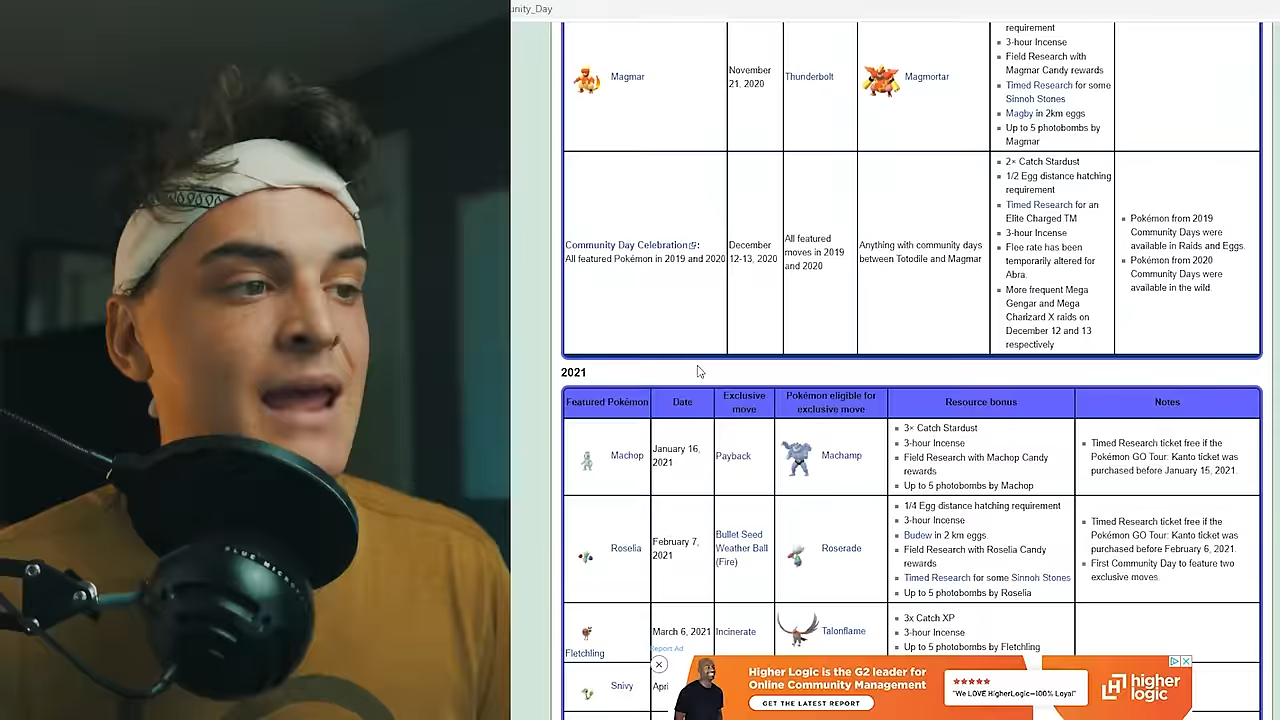 unity_Day
requirement
3-hour Incense
Field Research with
Magmar Candy rewards
Timed Research for some
Sinnoh Stones
Magby in 2km eggs
Up to 5 photobombs by
Magmar
Magmar
November
21, 2020
Thunderbolt
Magmortar
Community Day Celebration:
All featured Pokémon in 2019 and 2020
December
12-13, 2020
All featured
moves in 2019
and 2020
Anything with community days
between Totodile and Magmar
2× Catch Stardust
1/2 Egg distance hatching
requirement
Timed Research for an
Elite Charged TM
3-hour Incense
Flee rate has been
temporarily altered for
Abra.
More frequent Mega
Gengar and Mega
Charizard X raids on
December 12 and 13
respectively
Pokémon from 2019
Community Days were
available in Raids and Eggs.
Pokémon from 2020
Community Days were
available in the wild.
2021
Featured Pokémon
Date
Exclusive
move
Pokémon eligible for
exclusive move
Resource bonus
Notes
Machop
January 16,
2021
Payback
Machamp
3× Catch Stardust
3-hour Incense
Field Research with Machop Candy
rewards
Up to 5 photobombs by Machop
Timed Research ticket free if the
Pokémon GO Tour: Kanto ticket was
purchased before January 15, 2021.
Roselia
February 7,
2021
Bullet Seed
Weather Ball
(Fire)
Roserade
1/4 Egg distance hatching requirement
3-hour Incense
Budew in 2 km eggs
Field Research with Roselia Candy
rewards
Timed Research for some Sinnoh Stones
Up to 5 photobombs by Roselia
Timed Research ticket free if the
Pokémon GO Tour: Kanto ticket was
purchased before February 6, 2021.
First Community Day to feature two
exclusive moves.
Fletchling
March 6, 2021
Incinerate
Talonflame
3x Catch XP
3-hour Incense
Up to 5 photobombs by Fletchling
Report Ad
Snivy
Apri
Higher Logic is the G2 leader for
Online Community Management
GET THE LATEST REPORT
"We LOVE HigherLogic–100% Loyal"
higher
logic
BLUE